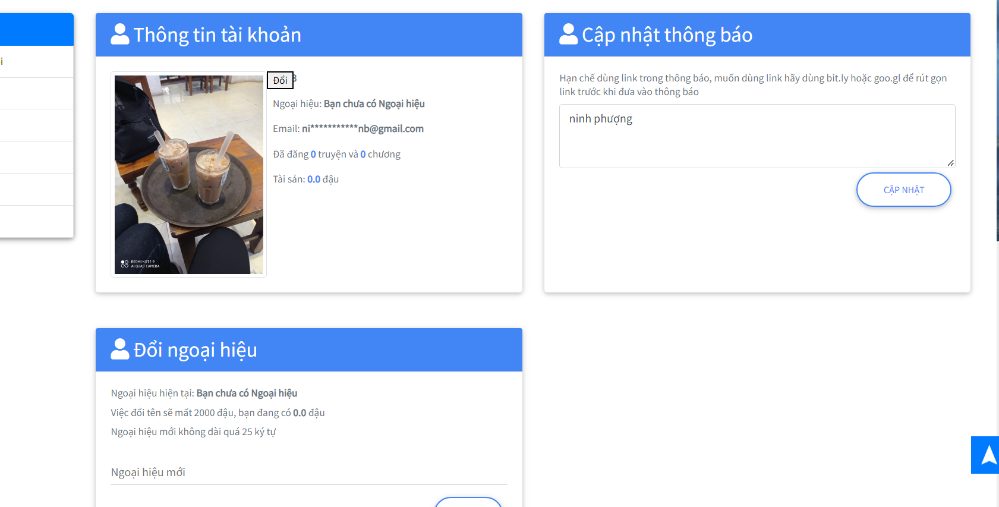 i
Thông tin tài khoản
Đổi
Ngoại hiệu: Bạn chưa có Ngoại hiệu
Email: ni***********nb@gmail.com
Đã đăng 0 truyện và 0 chương
Tài sản: 0.0 đậu
REDMI NOTE 9
AI QUAD CAMERA
Cập nhật thông báo
Hạn chế dùng link trong thông báo, muốn dùng link hãy dùng bit.ly hoặc goo.gl để rút gọn
link trước khi đưa vào thông báo
ninh phượng
CẬP NHẬT
Đổi ngoại hiệu
Ngoại hiệu hiện tại: Bạn chưa có Ngoại hiệu
Việc đổi tên sẽ mất 2000 đậu, bạn đang có 0.0 đậu
Ngoại hiệu mới không dài quá 25 ký tự
Ngoại hiệu mới